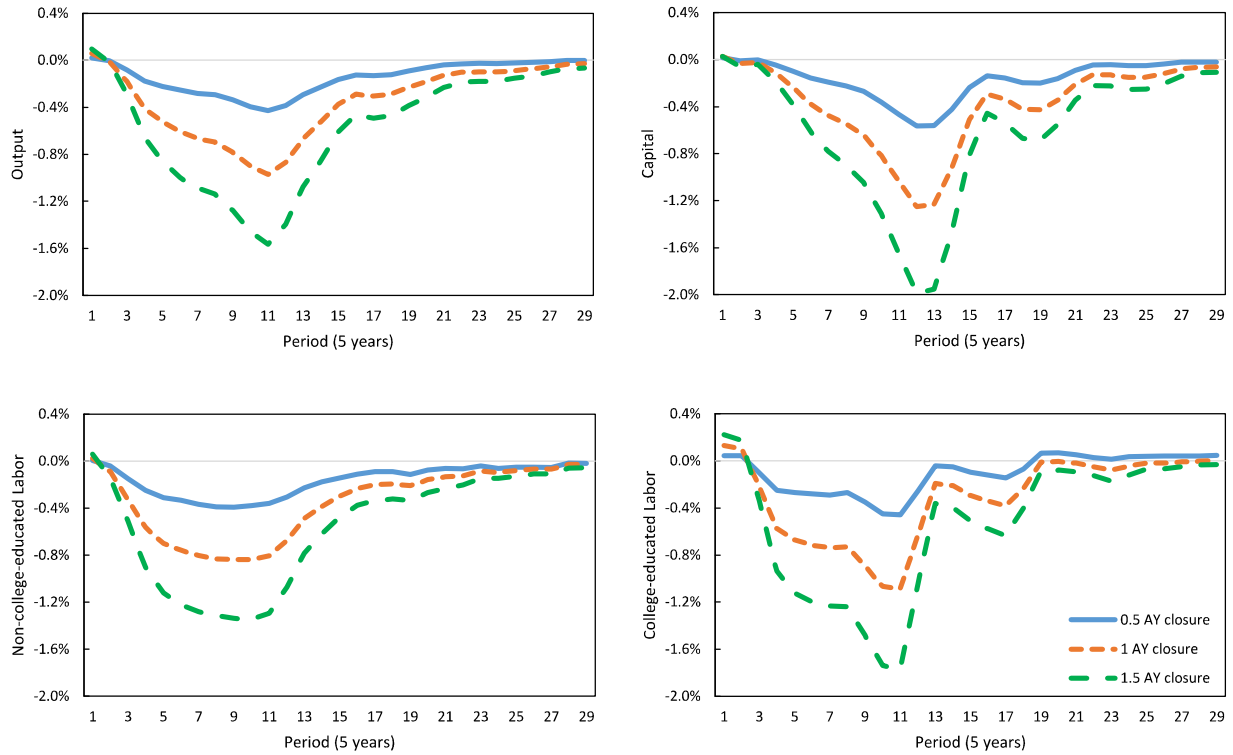 0.4%
0.0%
-0.4%
-0.8%
-1.2%
-1.6%
-2.0%
Output
1 3 5 7 9 11 13 15 17 19 21 23 25 27 29
Period (5 years)
0.4%
0.0%
-0.4%
-0.8%
-1.2%
-1.6%
-2.0%
Capital
1 3 5 7 9 11 13 15 17 19 21 23 25 27 29
Period (5 years)
0.4%
0.0%
-0.4%
-0.8%
-1.2%
-1.6%
-2.0%
Non-college-educated Labor
1 3 5 7 9 11 13 15 17 19 21 23 25 27 29
Period (5 years)
0.4%
0.0%
-0.4%
-0.8%
-1.2%
-1.6%
-2.0%
College-educated Labor
0.5 AY closure
1 AY closure
1.5 AY closure
1 3 5 7 9 11 13 15 17 19 21 23 25 27 29
Period (5 years)